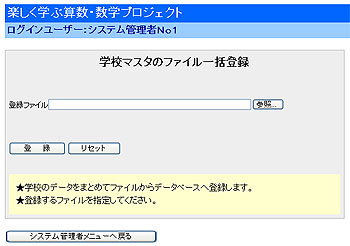 楽しく学ぶ算数・数学プロジェクト
ログインユーザー：システム管理者No1
学校マスタのファイル一括登録
登録ファイル 参照...
登　録 リセット
★学校のデータをまとめてファイルからデータベースへ登録します。
★登録するファイルを指定してください。
システム管理者メニューへ戻る